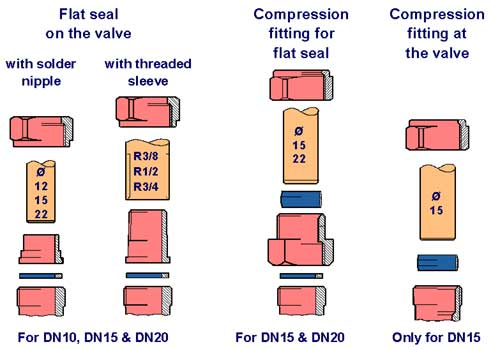 Flat seal
on the valve
with solder
nipple
with threaded
sleeve
Ø
12
15
22
R3/8
R1/2
R3/4
For DN10, DN15 & DN20
Compression
fitting for
flat seal
Ø
15
22
For DN15 & DN20
Compression
fitting at
the valve
Ø
15
Only for DN15